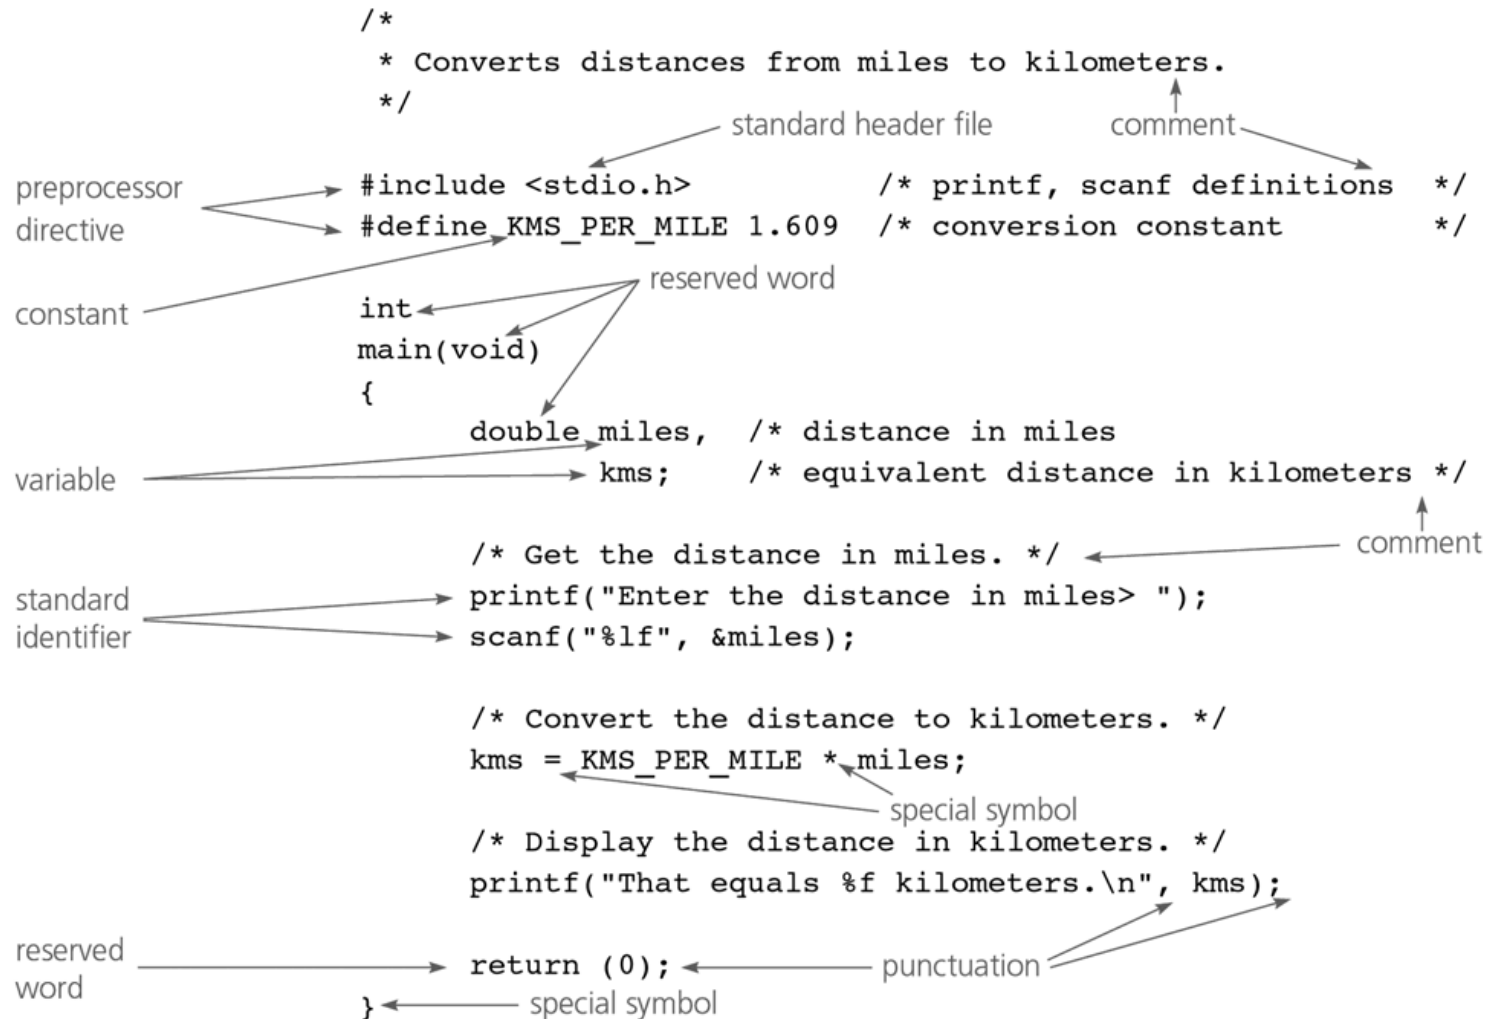 /*
* Converts distances from miles to kilometers.
*/
standard header file comment
preprocessor
directive
#include <stdio.h> /* printf, scanf definitions */
#define KMS_PER_MILE 1.609 /* conversion constant */
reserved word
constant
int
main(void)
{
double miles, /* distance in miles
variable
kms; /* equivalent distance in kilometers */
comment
/* Get the distance in miles. */
standard
identifier
printf("Enter the distance in miles> ");
scanf("%lf", &miles);
/* Convert the distance to kilometers. */
kms = KMS_PER_MILE * miles;
special symbol
/* Display the distance in kilometers. */
printf("That equals %f kilometers.\n", kms);
reserved
word
return (0);
punctuation
}
special symbol